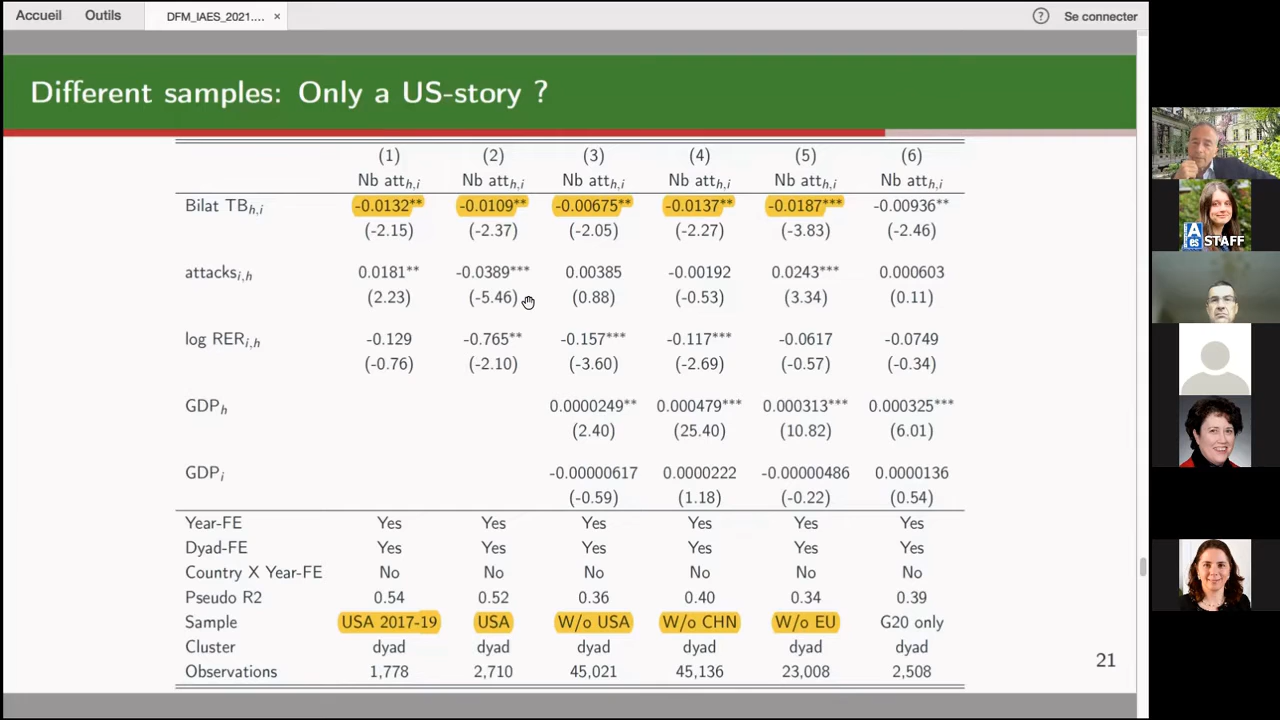 Accueil Outils DFM_IAES_2021.... × ? Se connecter
Different samples: Only a US-story ?
(1) (2) (3) (4) (5) (6)
Nb att_{h,i} Nb att_{h,i} Nb att_{h,i} Nb att_{h,i} Nb att_{h,i} Nb att_{h,i}
Bilat TB_{h,i} -0.0132** -0.0109** -0.00675** -0.0137** -0.0187*** -0.00936**
(-2.15) (-2.37) (-2.05) (-2.27) (-3.83) (-2.46)
attacks_{i,h} 0.0181** -0.0389*** 0.00385 -0.00192 0.0243*** 0.000603
(2.23) (-5.46) (0.88) (-0.53) (3.34) (0.11)
log RER_{i,h} -0.129 -0.765** -0.157*** -0.117*** -0.0617 -0.0749
(-0.76) (-2.10) (-3.60) (-2.69) (-0.57) (-0.34)
GDP_h 0.0000249** 0.000479*** 0.000313*** 0.000325***
(2.40) (25.40) (10.82) (6.01)
GDP_i -0.00000617 0.0000222 -0.00000486 0.0000136
(-0.59) (1.18) (-0.22) (0.54)
Year-FE Yes Yes Yes Yes Yes Yes
Dyad-FE Yes Yes Yes Yes Yes Yes
Country X Year-FE No No No No No No
Pseudo R2 0.54 0.52 0.36 0.40 0.34 0.39
Sample USA 2017-19 USA W/o USA W/o CHN W/o EU G20 only
Cluster dyad dyad dyad dyad dyad dyad
Observations 1,778 2,710 45,021 45,136 23,008 2,508
21
A es STAFF